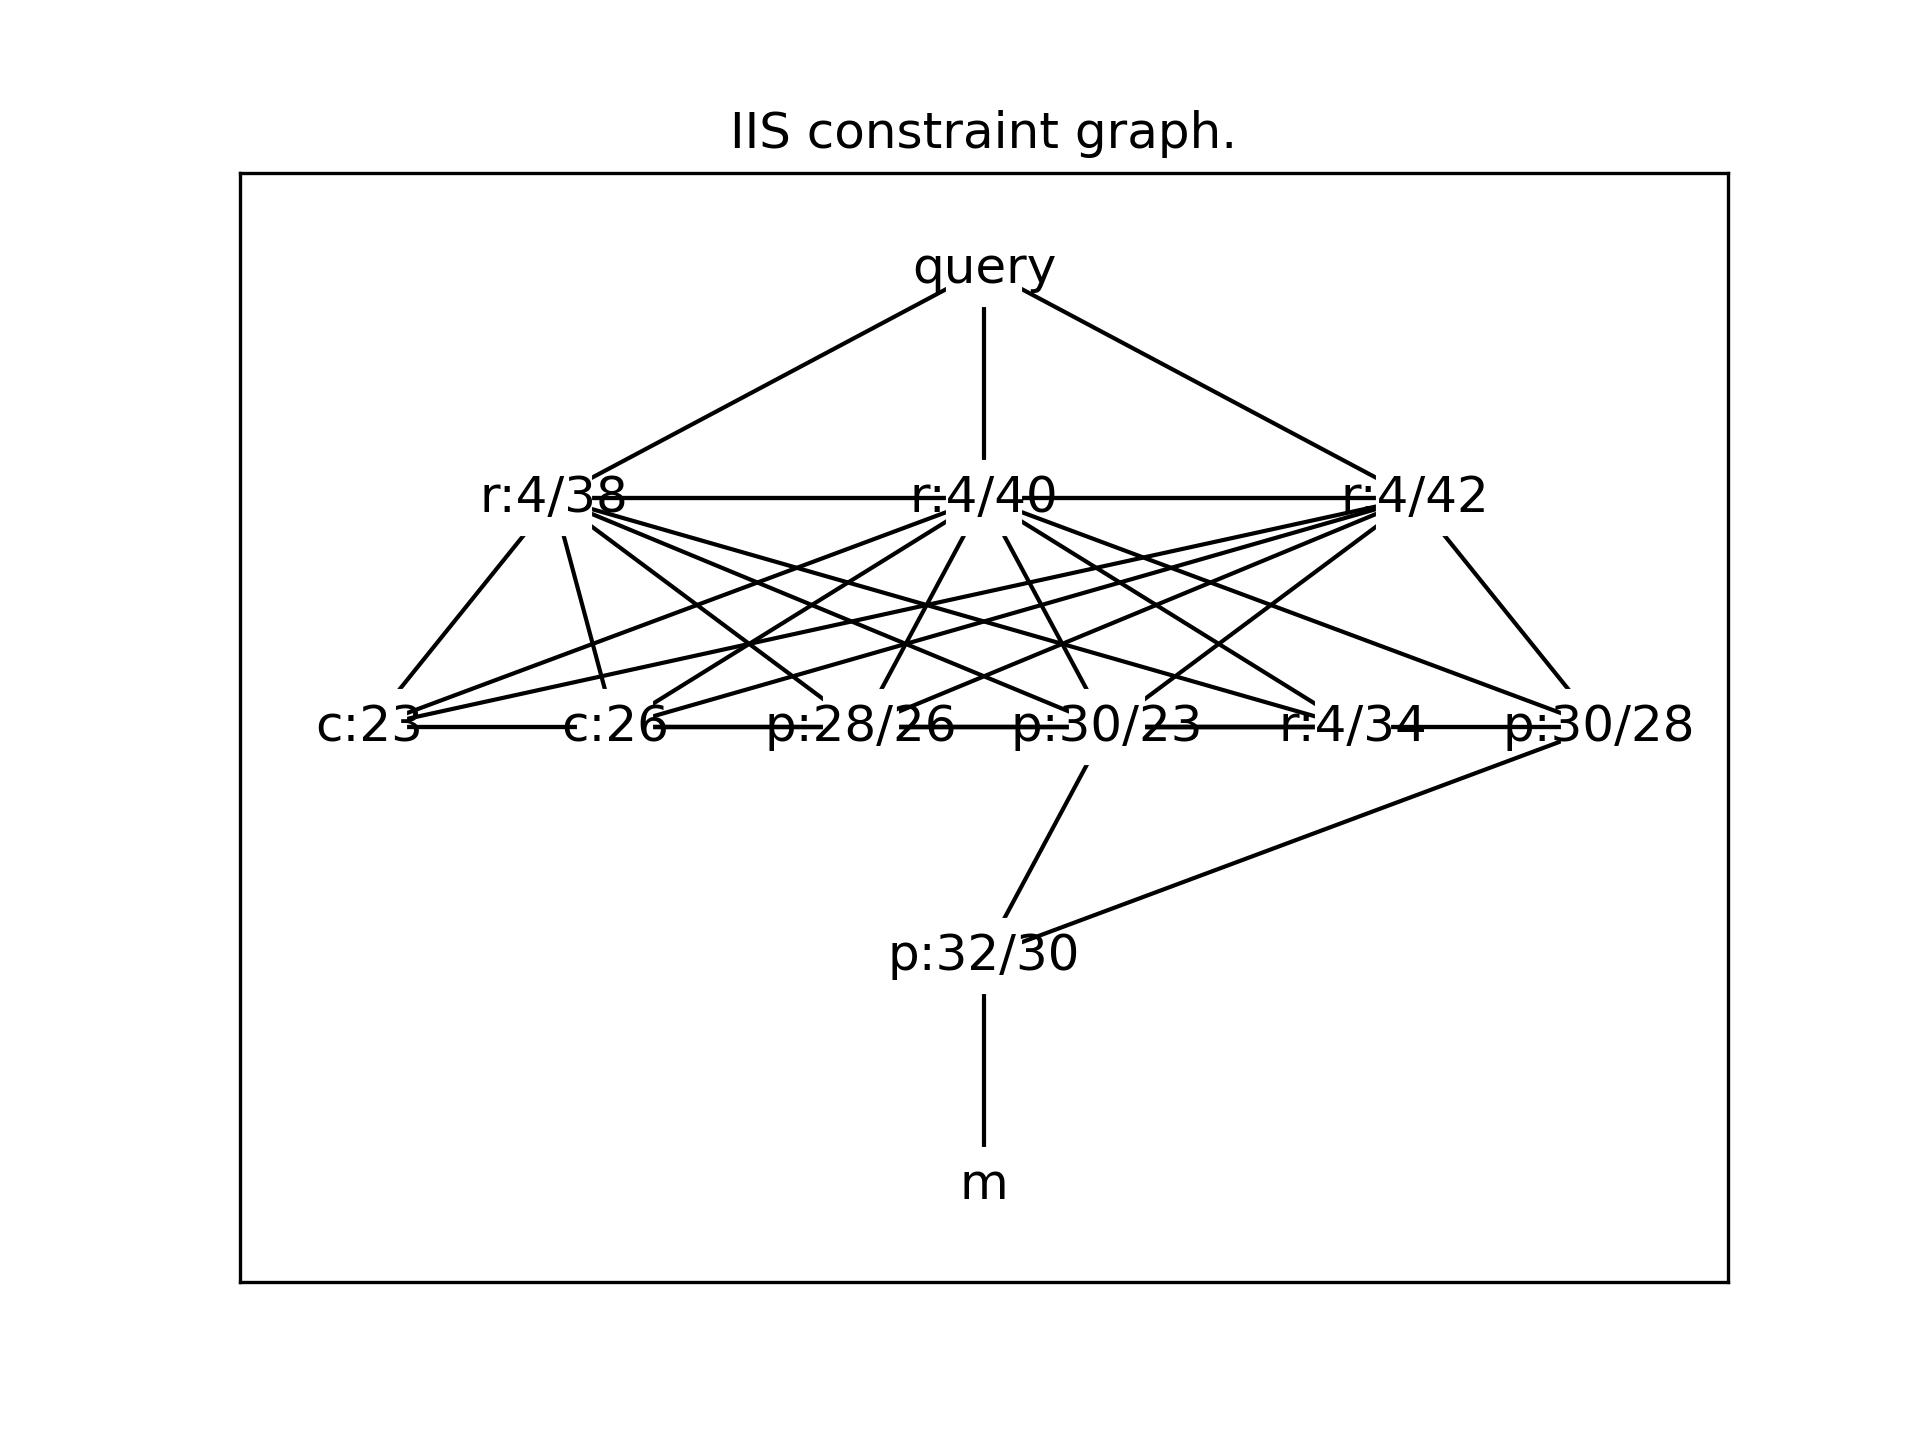 IIS constraint graph.
query
r:4/38 r:4/40 r:4/42
c:23 c:26 p:28/26 p:30/23 r:4/34 p:30/28
p:32/30
m